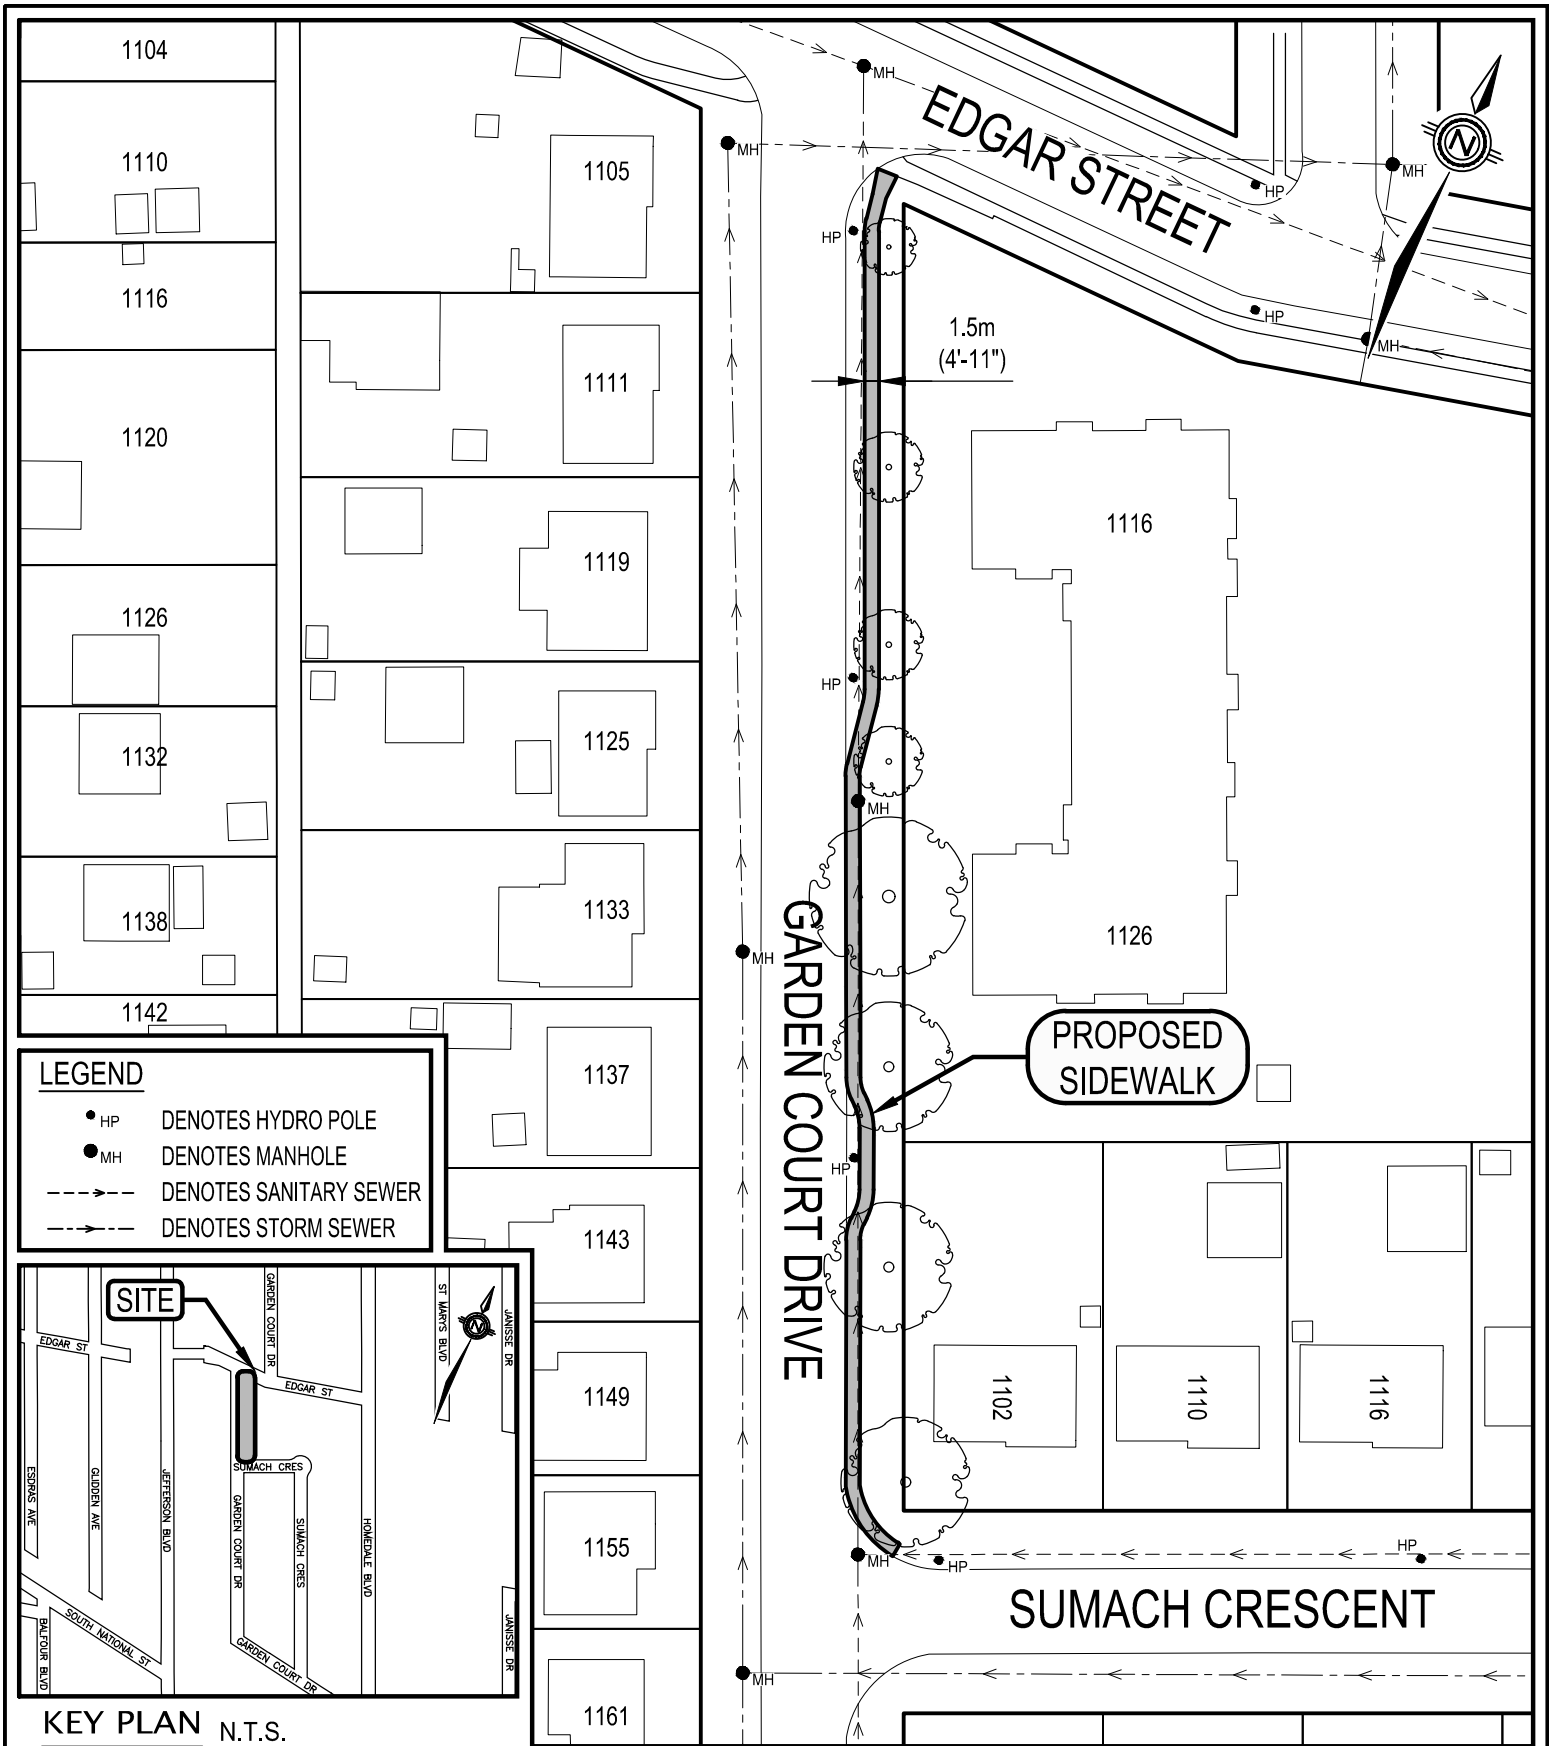 1104
1110
1116
1120
1126
1132
1138
1142
1105
1111
1119
1125
1133
1137
1143
1149
1155
1161
MH
MH
EDGAR STREET
HP
MH
N
HP
HP
MH
1.5m
(4'-11")
1116
HP
MH
MH
1126
GARDEN COURT DRIVE
PROPOSED
SIDEWALK
HP
1102
1110
1116
MH
HP
HP
SUMACH CRESCENT
MH
LEGEND
HP DENOTES HYDRO POLE
MH DENOTES MANHOLE
DENOTES SANITARY SEWER
DENOTES STORM SEWER
SITE
GARDEN COURT DR
ST MARYS BLVD
JANISSE DR
N
EDGAR ST
EDGAR ST
SUMACH CRES
ESDRAS AVE
GLIDDEN AVE
JEFFERSON BLVD
GARDEN COURT DR
SUMACH CRES
HOMEDALE BLVD
SOUTH NATIONAL ST
BALFOUR BLVD
GARDEN COURT DR
JANISSE DR
KEY PLAN N.T.S.